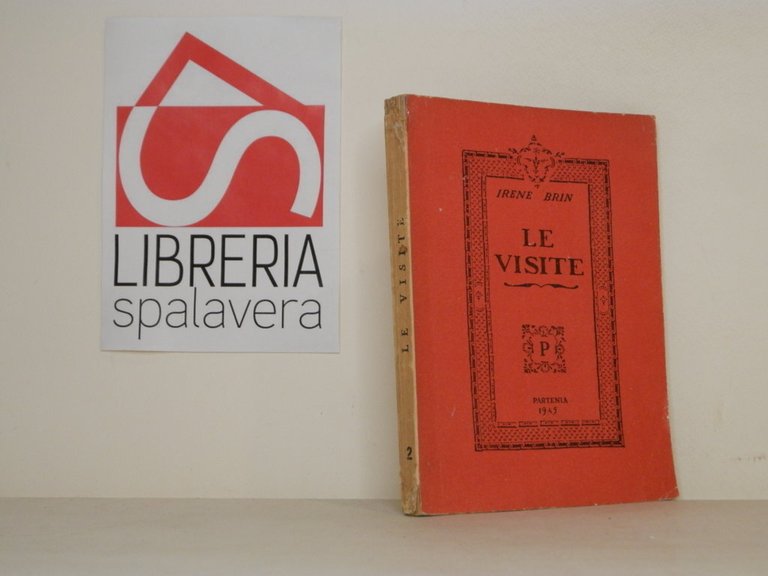 LIBRERIA
spalavera
LE VISITE
2
IRENE BRIN
LE
VISITE
P
PARTENIA
1945